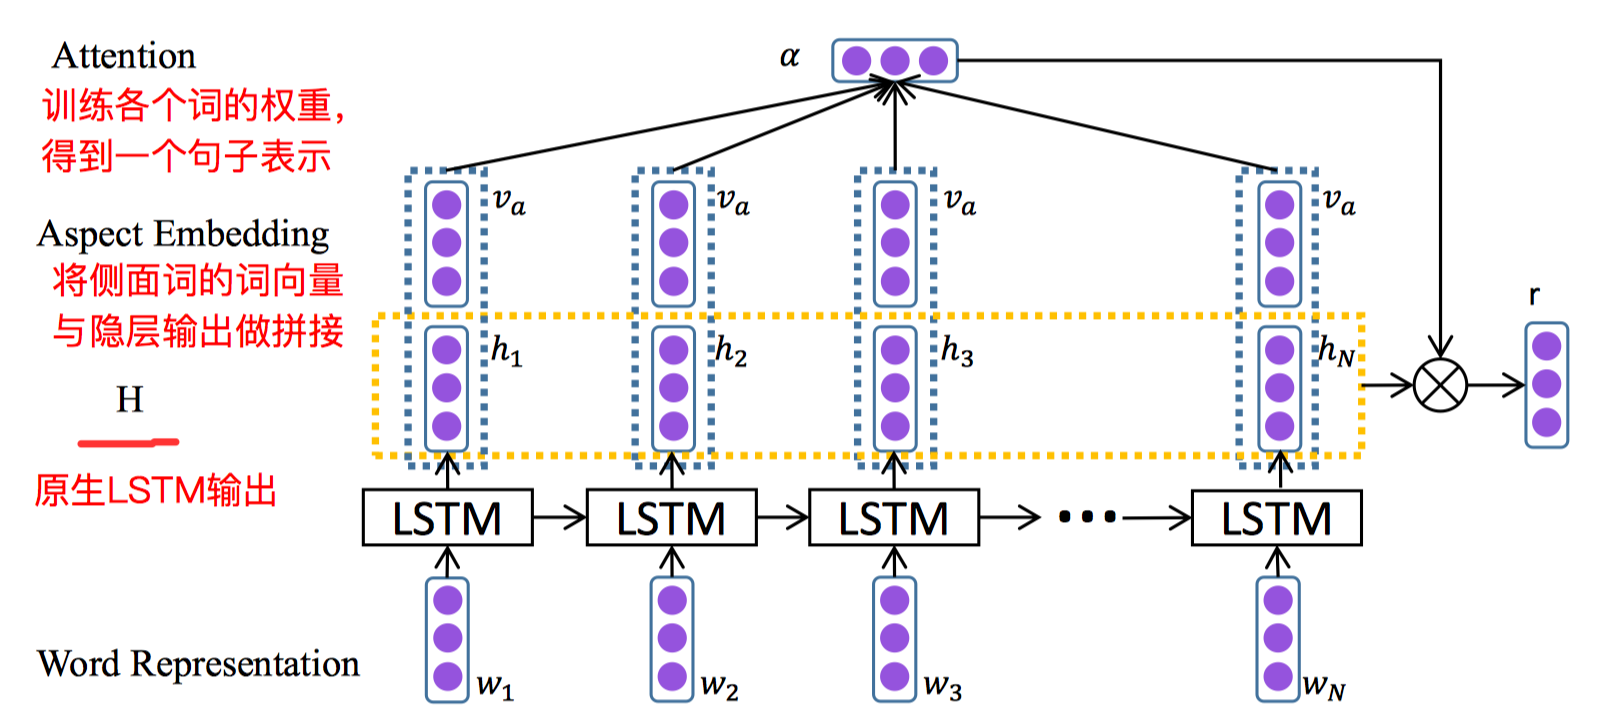 Attention
训练各个词的权重，
得到一个句子表示
α
Aspect Embedding
将侧面词的词向量
与隐层输出做拼接
v_a v_a v_a v_a
r
H
h_1 h_2 h_3 h_N
原生LSTM输出
LSTM LSTM LSTM ••• LSTM
Word Representation
w_1 w_2 w_3 w_N